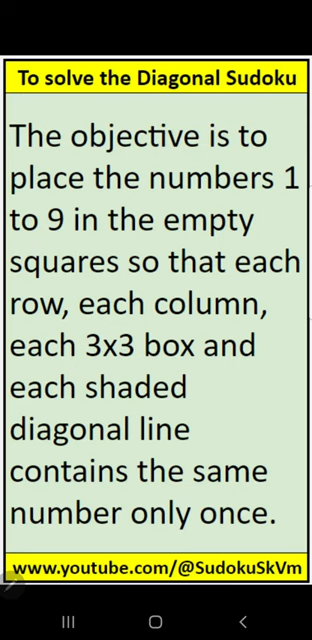 To solve the Diagonal Sudoku
The objective is to
place the numbers 1
to 9 in the empty
squares so that each
row, each column,
each 3x3 box and
each shaded
diagonal line
contains the same
number only once.
www.youtube.com/@SudokuSkVm